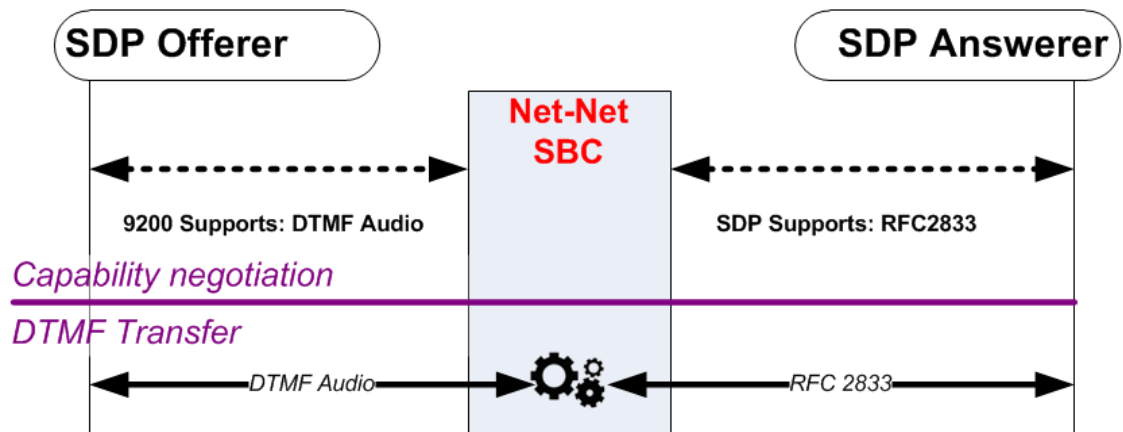 SDP Offerer
SDP Answerer
Net-Net
SBC
9200 Supports: DTMF Audio
SDP Supports: RFC2833
Capability negotiation
DTMF Transfer
DTMF Audio
RFC 2833